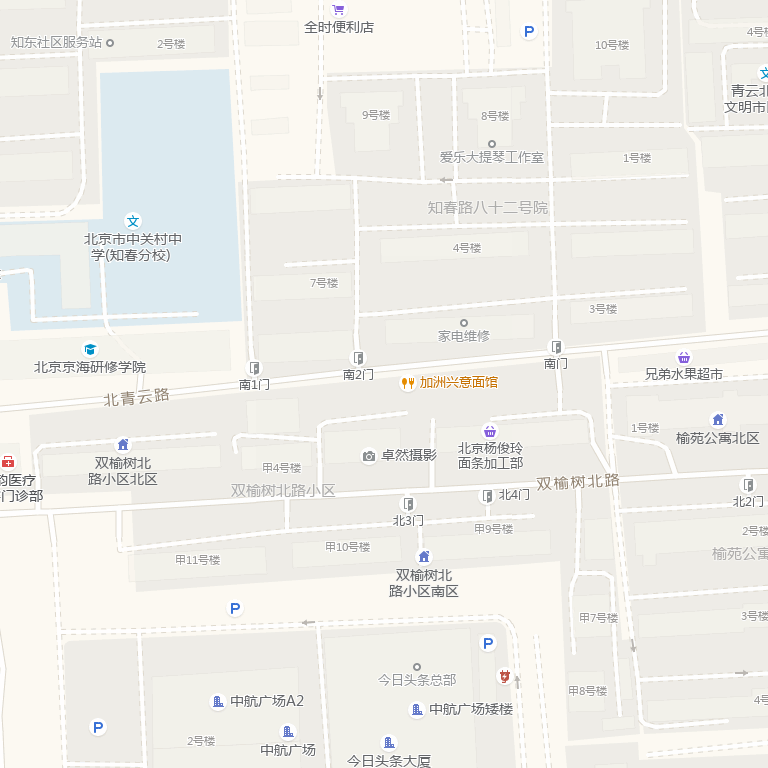 全时便利店
P
知东社区服务站
2号楼
10号楼
4号
青云北
文明市
9号楼
8号楼
爱乐大提琴工作室
1号楼
知春路八十二号院
北京市中关村中
学(知春分校)
4号楼
7号楼
3号楼
家电维修
北京京海研修学院
南1门
南2门
南门
兄弟水果超市
加洲兴意面馆
北青云路
1号楼
榆苑公寓北区
双榆树北
路小区北区
甲4号楼
卓然摄影
北京杨俊玲
面条加工部
医疗
门诊部
双榆树北路小区
双榆树北路
北4门
北3门
北2门
甲9号楼
2号
榆苑公寓
甲11号楼
甲10号楼
双榆树北
路小区南区
P
甲7号楼
3号楼
P
今日头条总部
甲8号楼
4号
中航广场A2
中航广场矮楼
P
2号楼
中航广场
今日头条大厦